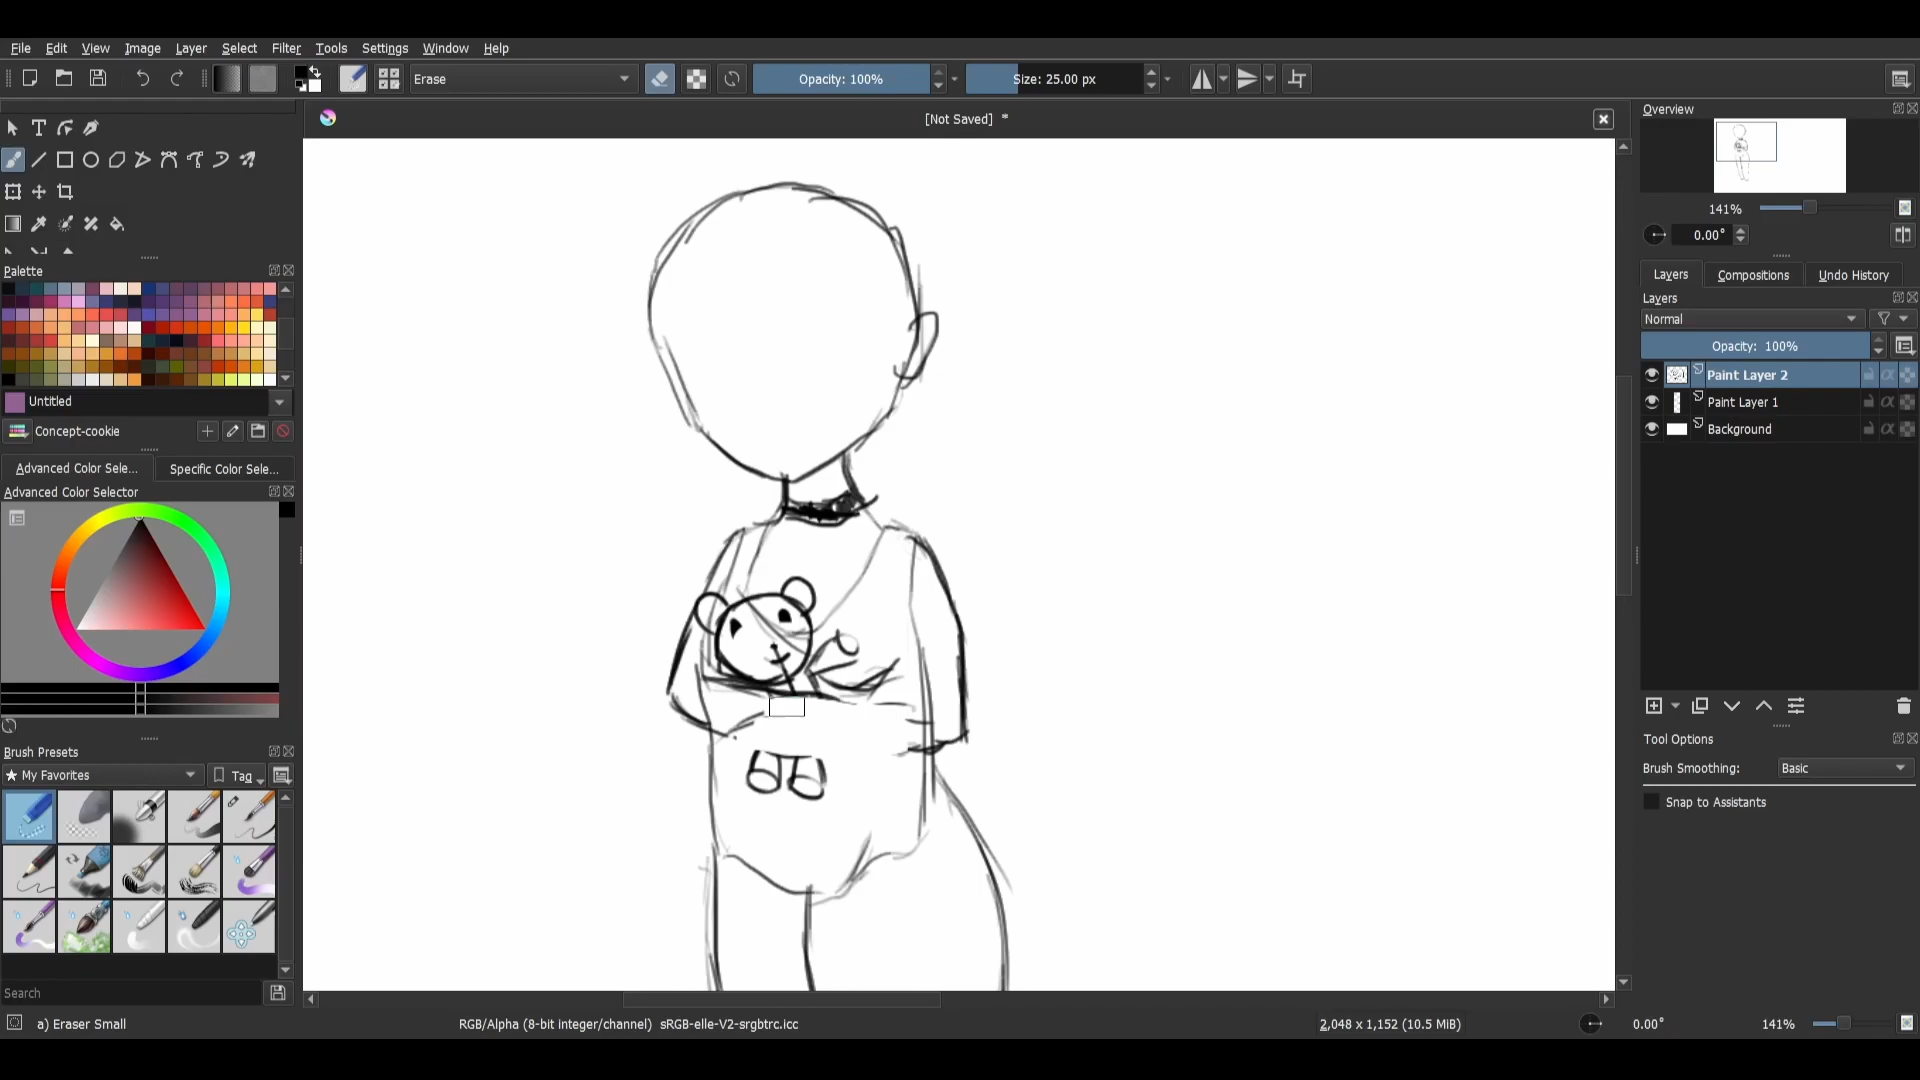 File Edit View Image Layer Select Filter Tools Settings Window Help
Erase Opacity: 100% Size: 25.00 px
[Not Saved] *
Overview
141%
0.00°
Layers Compositions Undo History
Layers
Normal
Opacity: 100%
Paint Layer 2
Paint Layer 1
Background
Tool Options
Brush Smoothing: Basic
Snap to Assistants
Palette
Untitled
Concept-cookie
Advanced Color Sele... Specific Color Sele...
Advanced Color Selector
Brush Presets
★ My Favorites Tag
Search
a) Eraser Small RGB/Alpha (8-bit integer/channel) sRGB-elle-V2-srgbtrc.icc 2,048 x 1,152 (10.5 MiB) 0.00° 141%